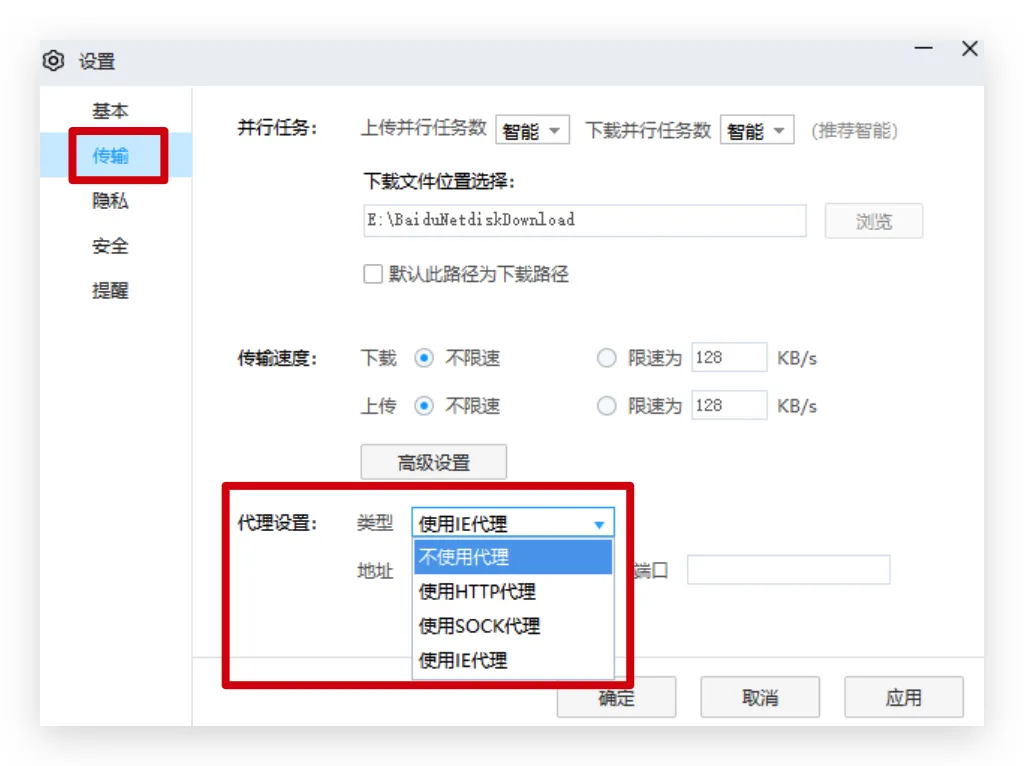 设置
基本
传输
隐私
安全
提醒
并行任务： 上传并行任务数 智能 下载并行任务数 智能 (推荐智能)
下载文件位置选择：
E:\BaiduNetdiskDownload 浏览
默认此路径为下载路径
传输速度： 下载 不限速 限速为 128 KB/s
上传 不限速 限速为 128 KB/s
高级设置
代理设置： 类型 使用IE代理
不使用代理
地址 端口
使用HTTP代理
使用SOCK代理
使用IE代理
确定 取消 应用